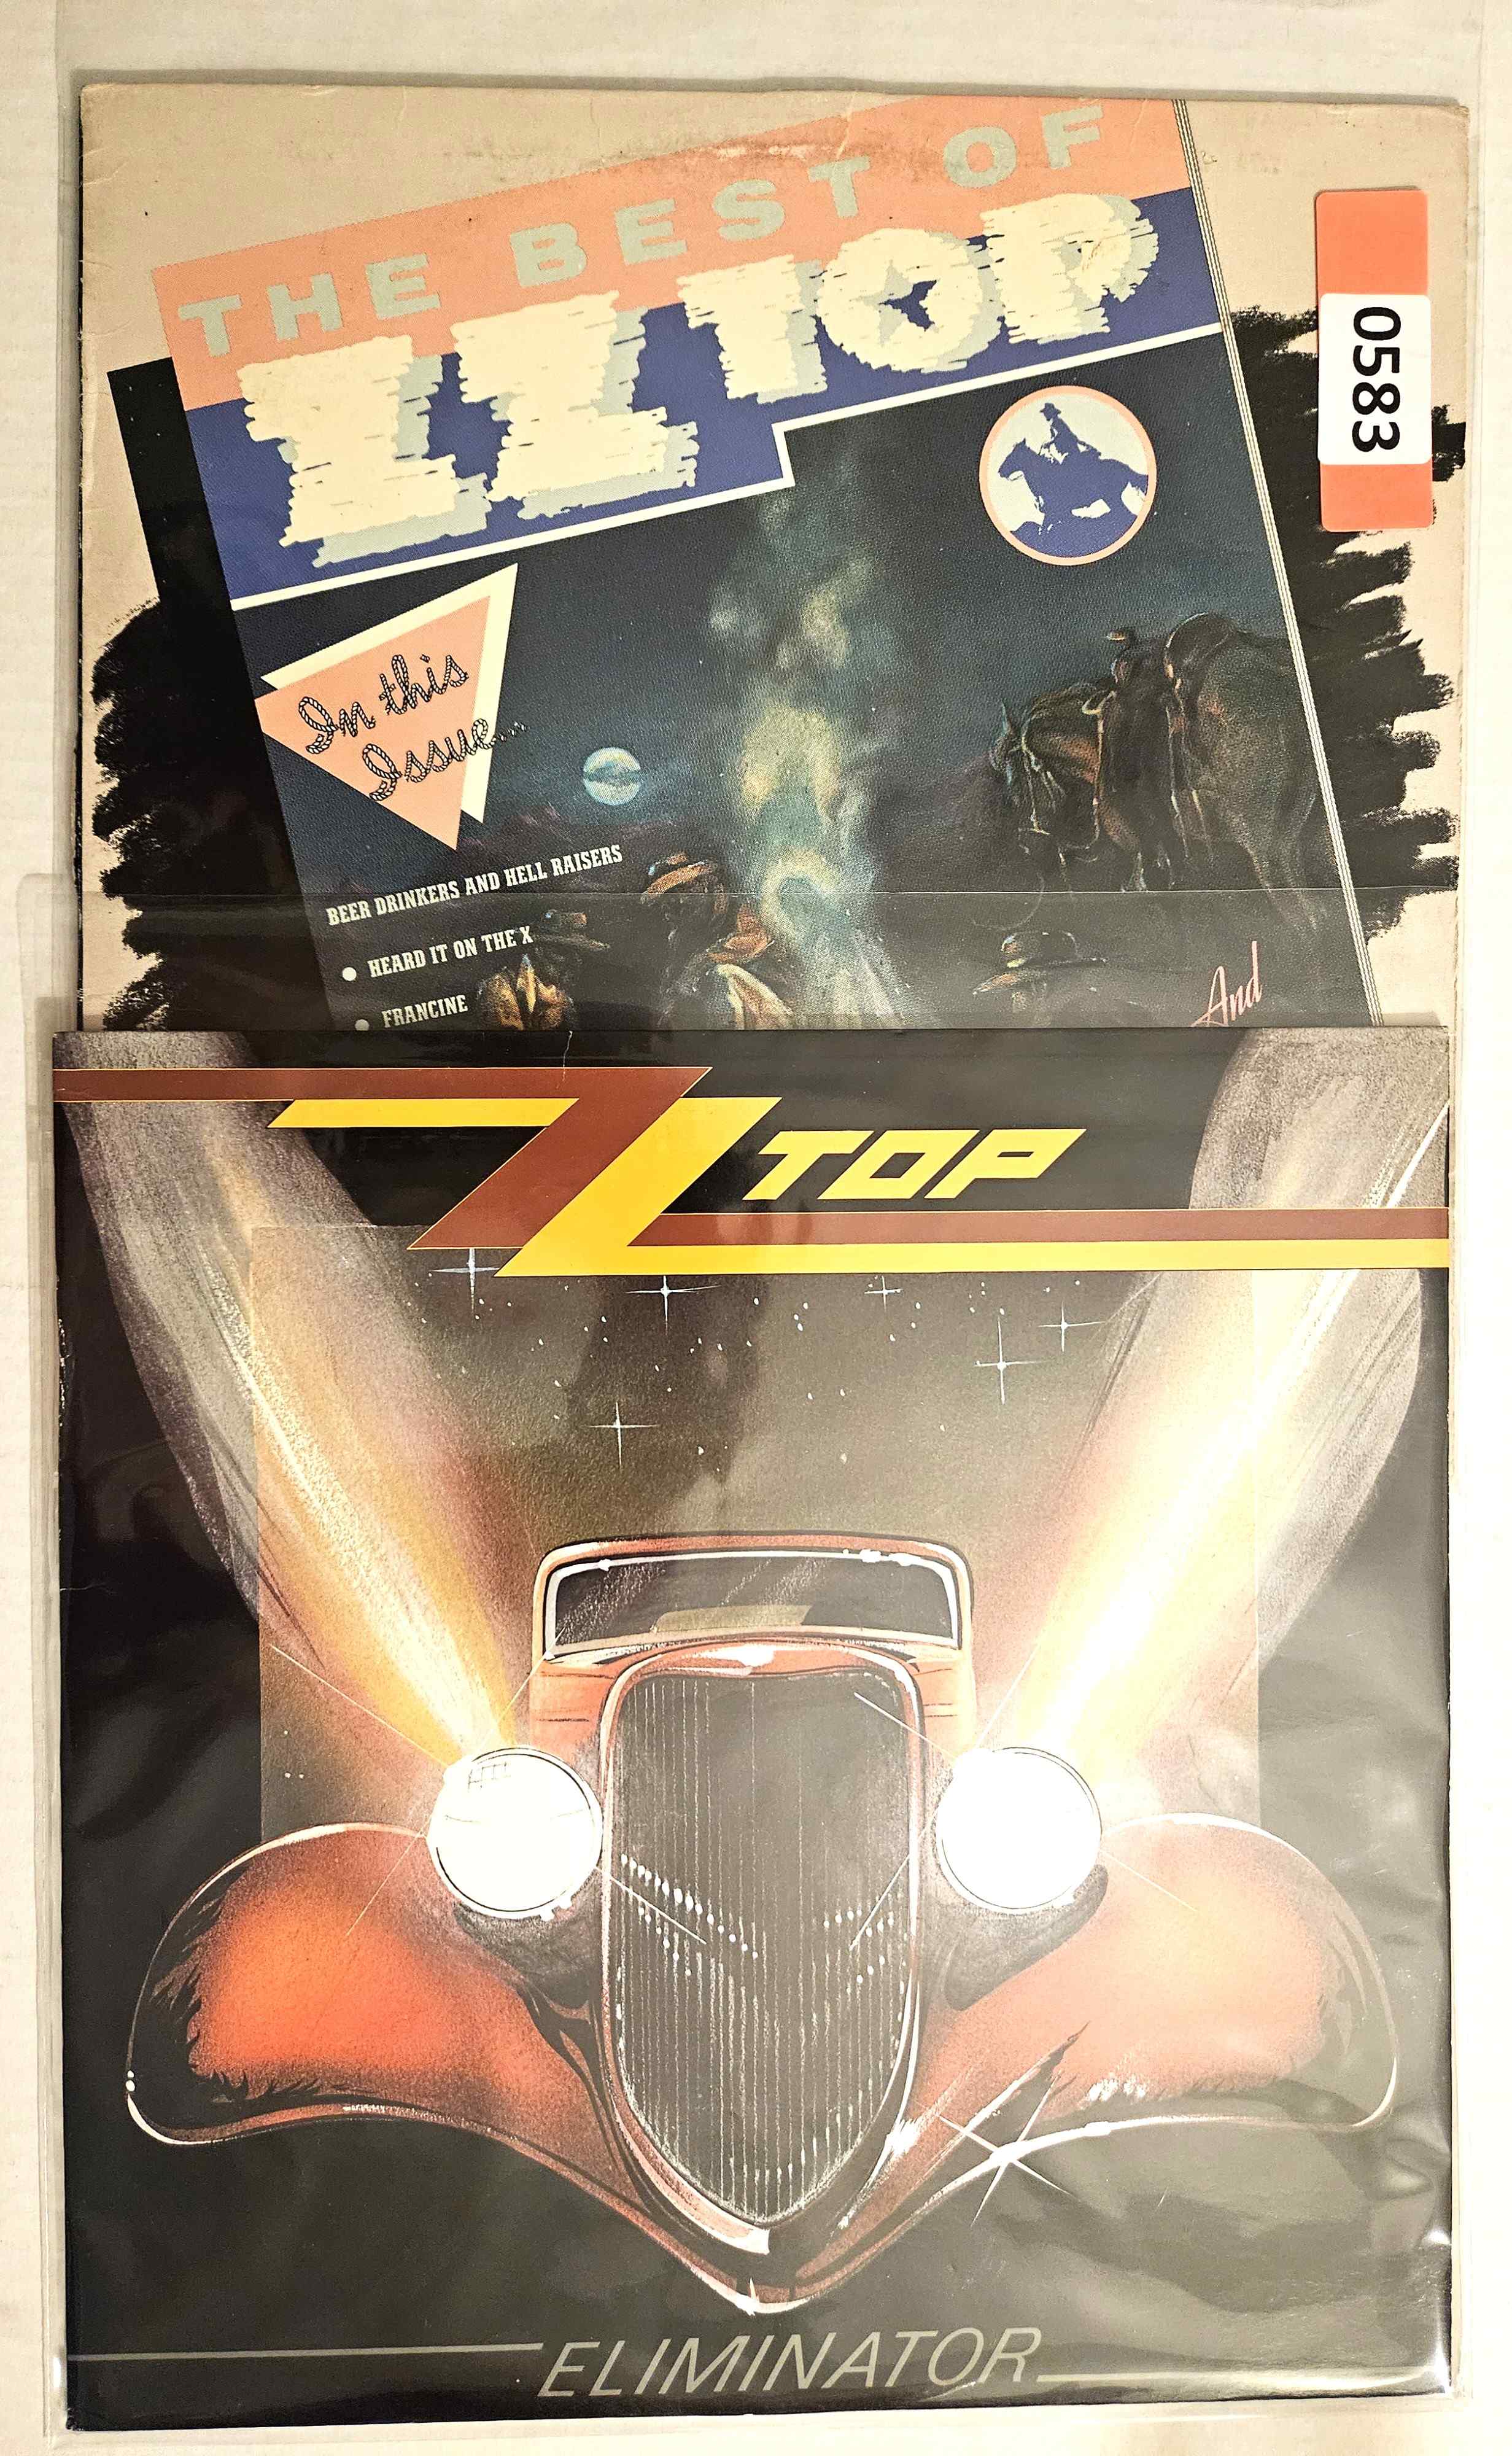 THE BEST OF
ZZ TOP
0583
In this
Issue...
BEER DRINKERS AND HELL RAISERS
• HEARD IT ON THE X
• FRANCINE
And
ZZ TOP
ELIMINATOR